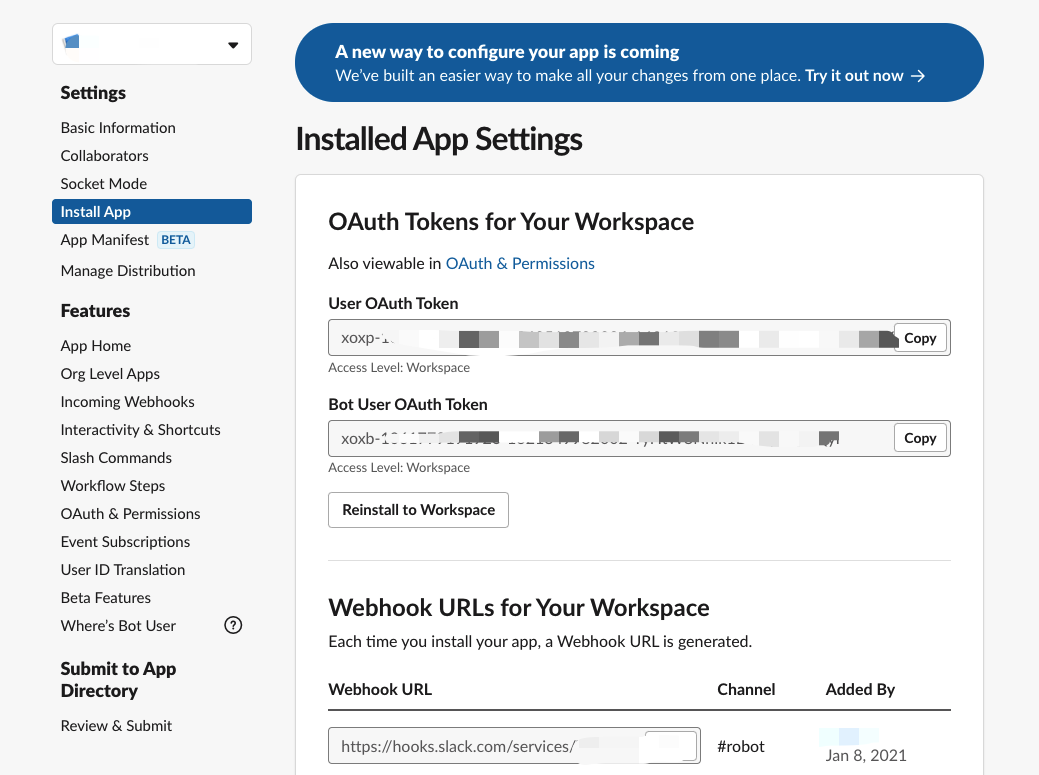 A new way to configure your app is coming
We've built an easier way to make all your changes from one place. Try it out now →
Settings
Basic Information
Collaborators
Socket Mode
Install App
App Manifest BETA
Manage Distribution
Features
App Home
Org Level Apps
Incoming Webhooks
Interactivity & Shortcuts
Slash Commands
Workflow Steps
OAuth & Permissions
Event Subscriptions
User ID Translation
Beta Features
Where's Bot User ?
Submit to App
Directory
Review & Submit
Installed App Settings
OAuth Tokens for Your Workspace
Also viewable in OAuth & Permissions
User OAuth Token
xoxp- Copy
Access Level: Workspace
Bot User OAuth Token
xoxb- Copy
Access Level: Workspace
Reinstall to Workspace
Webhook URLs for Your Workspace
Each time you install your app, a Webhook URL is generated.
Webhook URL Channel Added By
https://hooks.slack.com/services/ #robot
Jan 8, 2021